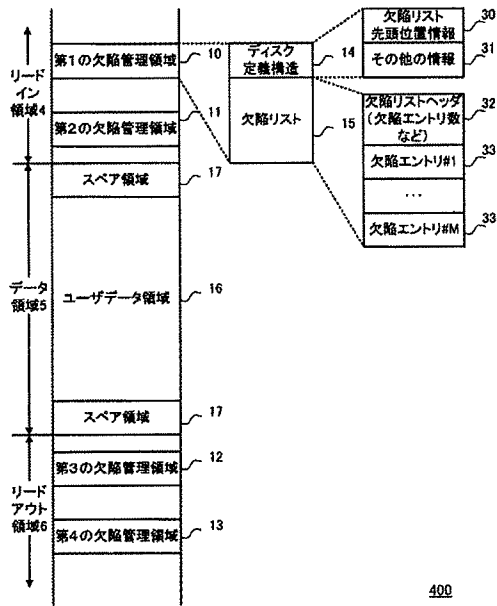 第1の欠陥管理領域
10
ディスク
定義構造
14
欠陥リスト
先頭位置情報
30
その他の情報
31
リード
イン
領域4
第2の欠陥管理領域
11
欠陥リスト
15
欠陥リストヘッダ
(欠陥エントリ数
など)
32
欠陥エントリ#1
33
...
欠陥エントリ#M
33
スペア領域
17
データ
領域5
ユーザデータ領域
16
スペア領域
17
リード
アウト
領域6
第3の欠陥管理領域
12
第4の欠陥管理領域
13
400